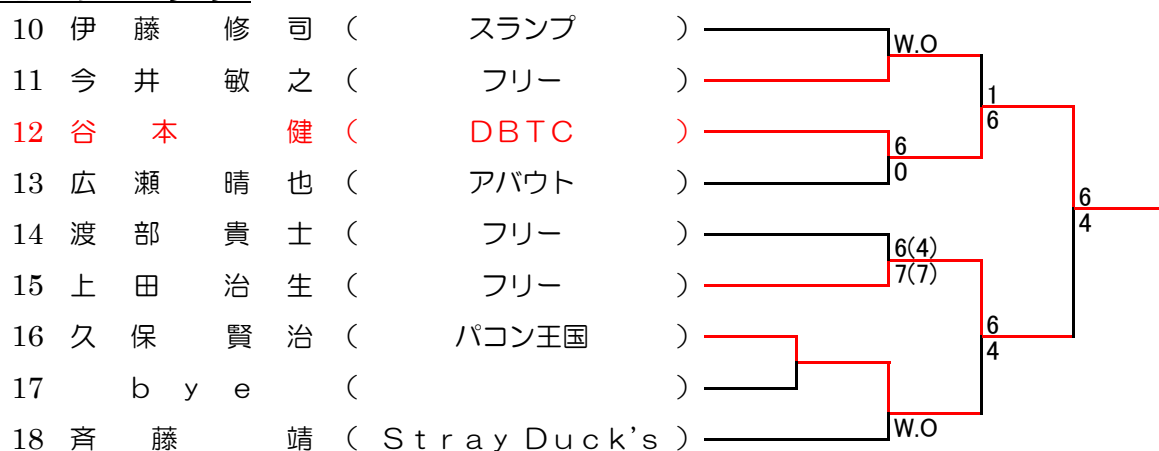 10 伊藤 修司 ( スランプ ) W.O
11 今井 敏之 ( フリー ) 1
12 谷本 健 ( DBTC ) 6
6
13 広瀬 晴也 ( アバウト ) 0
6
14 渡部 貴士 ( フリー ) 4
6(4)
15 上田 治生 ( フリー ) 7(7)
16 久保 賢治 ( パコン王国 ) 6
17 bye ( ) 4
18 斉藤 靖 ( Stray Duck's ) W.O